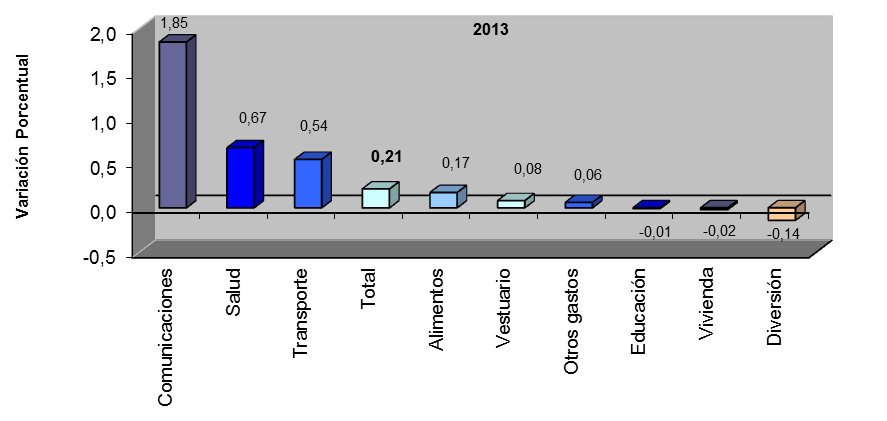 2013
Variación Porcentual
2,0
1,5
1,0
0,5
0,0
-0,5
1,85
0,67
0,54
0,21
0,17
0,08
0,06
-0,01
-0,02
-0,14
Comunicaciones
Salud
Transporte
Total
Alimentos
Vestuario
Otros gastos
Educación
Vivienda
Diversión